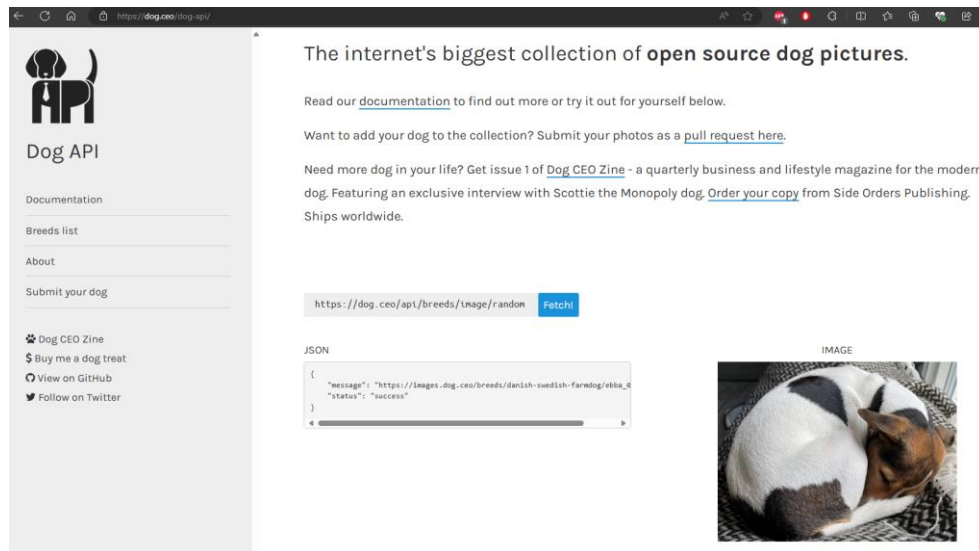 https://dog.ceo/dog-api/
API
Dog API
Documentation
Breeds list
About
Submit your dog
Dog CEO Zine
$ Buy me a dog treat
View on GitHub
Follow on Twitter
The internet's biggest collection of open source dog pictures.
Read our documentation to find out more or try it out for yourself below.
Want to add your dog to the collection? Submit your photos as a pull request here.
Need more dog in your life? Get issue 1 of Dog CEO Zine - a quarterly business and lifestyle magazine for the modern
dog. Featuring an exclusive interview with Scottie the Monopoly dog. Order your copy from Side Orders Publishing.
Ships worldwide.
https://dog.ceo/api/breeds/image/random Fetch!
JSON
{
"message": "https://images.dog.ceo/breeds/danish-swedish-farmdog/ebba_0
"status": "success"
}
IMAGE